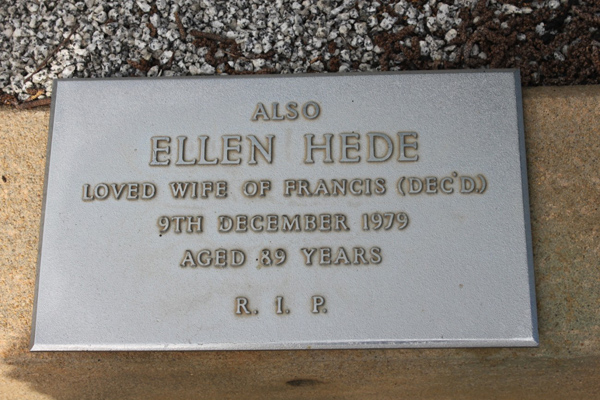 ALSO
ELLEN HEDE
LOVED WIFE OF FRANCIS (DEC'D.)
9TH DECEMBER 1979
AGED 89 YEARS
R. I. P.